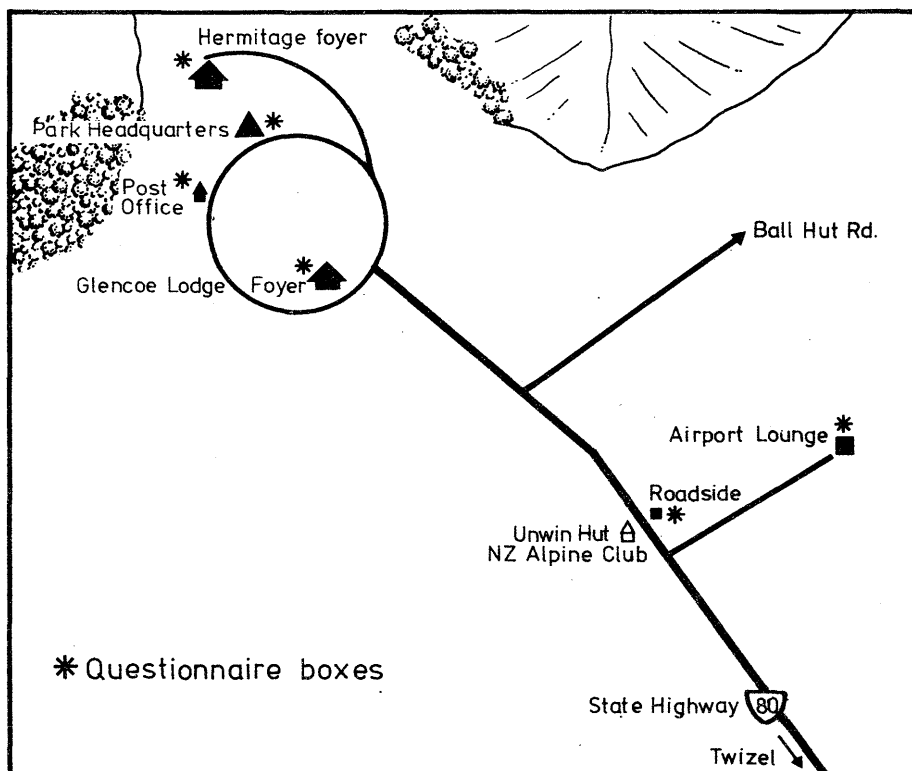 Hermitage foyer
Park Headquarters
Post
Office
Glencoe Lodge Foyer
Ball Hut Rd.
Airport Lounge
Roadside
Unwin Hut
NZ Alpine Club
* Questionnaire boxes
State Highway 80
Twizel